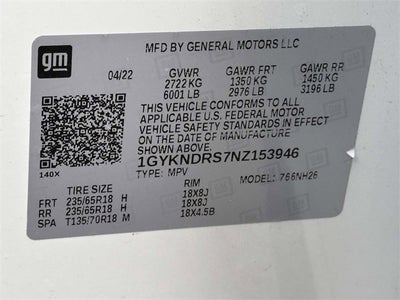 gm
MFD BY GENERAL MOTORS LLC
04/22 GVWR GAWR FRT GAWR RR
2722 KG 1350 KG 1450 KG
6001 LB 2976 LB 3196 LB
THIS VEHICLE CONFORMS TO ALL
APPLICABLE U.S. FEDERAL MOTOR
VEHICLE SAFETY STANDARDS IN EFFECT
ON THE DATE OF MANUFACTURE
SHOWN ABOVE.
1GYKNDRS7NZ153946
140X TYPE: MPV MODEL: 766NH26
TIRE SIZE RIM
FRT 235/65R18 H 18X8J
RR 235/65R18 H 18X8J
SPA T135/70R18 M 18X4.5B